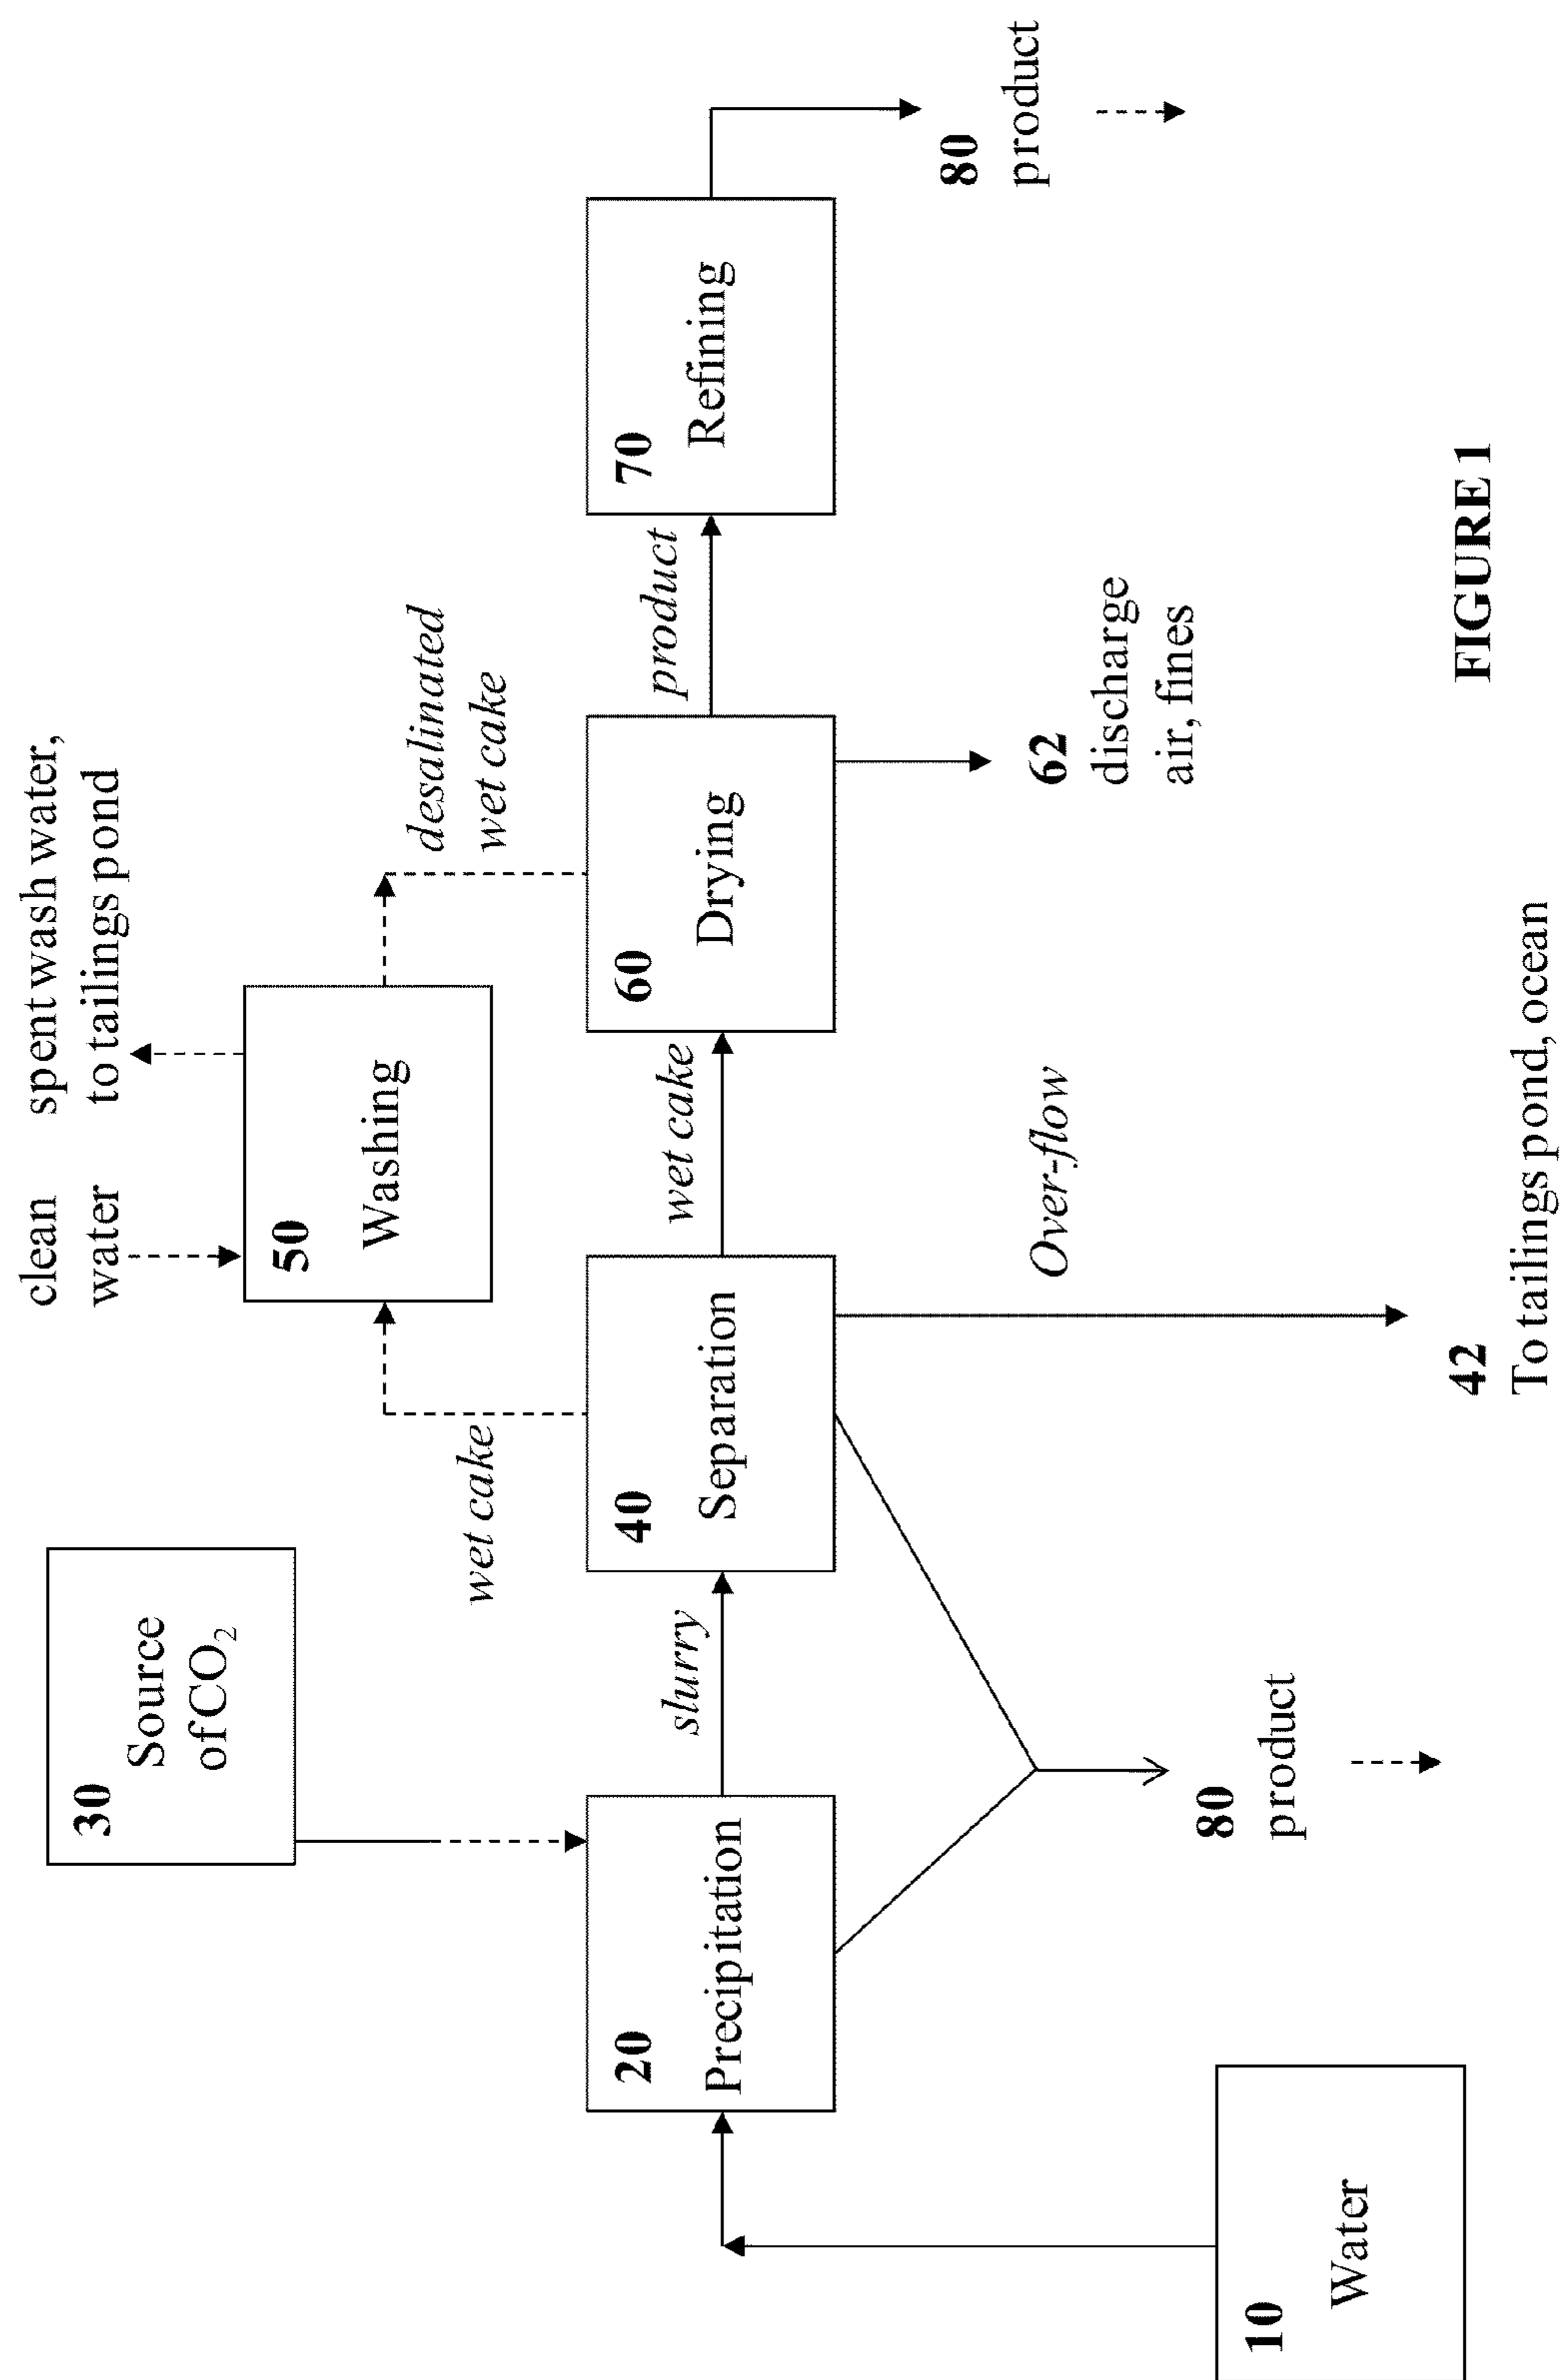 clean
water
spent wash water,
to tailings pond
30
Source
of CO2
50
Washing
wet cake
desalinated
wet cake
20
Precipitation
slurry
40
Separation
wet cake
60
Drying
product
70
Refining
80
product
Over-flow
62
discharge
air, fines
80
product
10
Water
42
To tailings pond, ocean
FIGURE 1